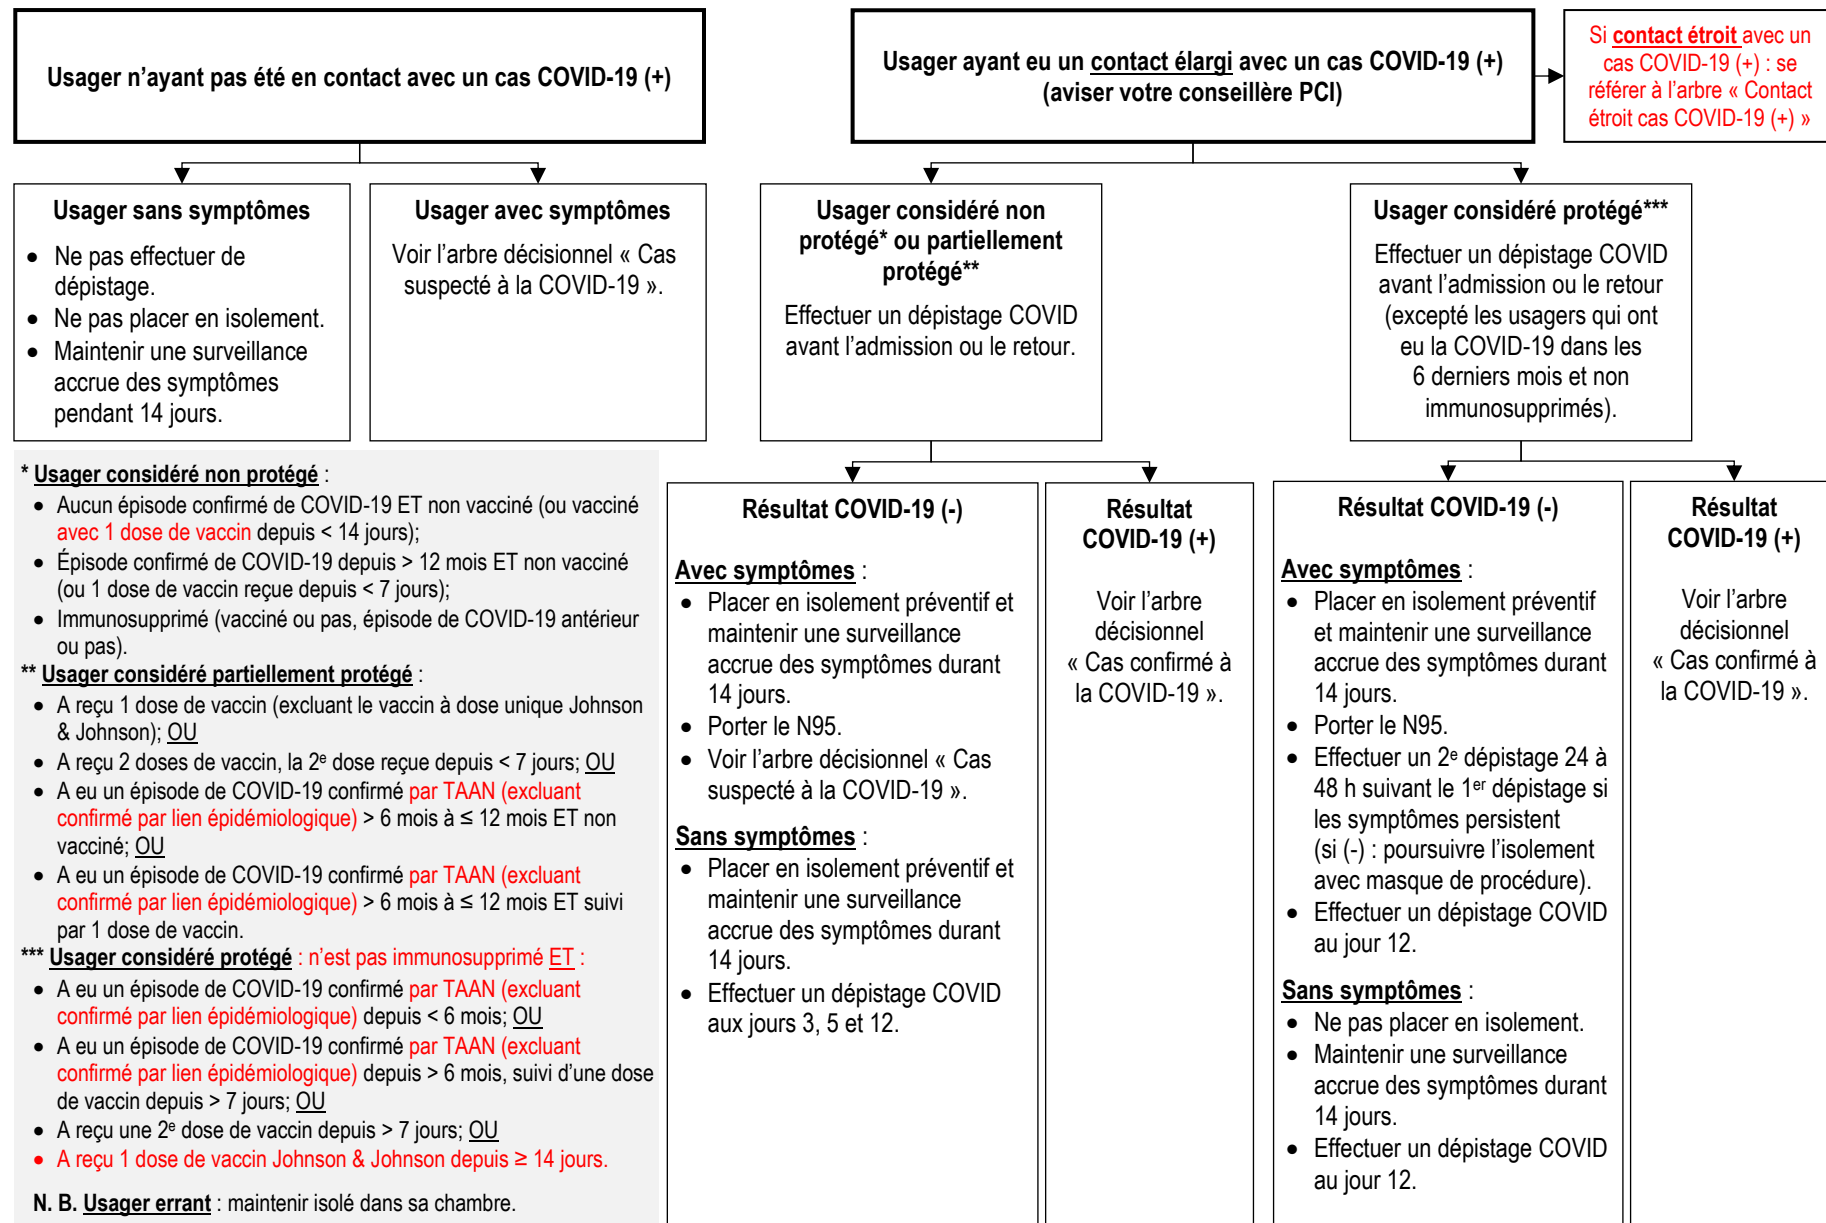 Usager n’ayant pas été en contact avec un cas COVID-19 (+)
Usager ayant eu un contact élargi avec un cas COVID-19 (+)
(aviser votre conseillère PCI)
Si contact étroit avec un
cas COVID-19 (+) : se
référer à l’arbre « Contact
étroit cas COVID-19 (+) »
Usager sans symptômes
• Ne pas effectuer de
dépistage.
• Ne pas placer en isolement.
• Maintenir une surveillance
accrue des symptômes
pendant 14 jours.
Usager avec symptômes
Voir l’arbre décisionnel « Cas
suspecté à la COVID-19 ».
Usager considéré non
protégé* ou partiellement
protégé**
Effectuer un dépistage COVID
avant l’admission ou le retour.
Usager considéré protégé***
Effectuer un dépistage COVID
avant l’admission ou le retour
(excepté les usagers qui ont
eu la COVID-19 dans les
6 derniers mois et non
immunosupprimés).
* Usager considéré non protégé :
• Aucun épisode confirmé de COVID-19 ET non vacciné (ou vacciné
avec 1 dose de vaccin depuis < 14 jours);
• Épisode confirmé de COVID-19 depuis > 12 mois ET non vacciné
(ou 1 dose de vaccin reçue depuis < 7 jours);
• Immunosupprimé (vacciné ou pas, épisode de COVID-19 antérieur
ou pas).
** Usager considéré partiellement protégé :
• A reçu 1 dose de vaccin (excluant le vaccin à dose unique Johnson
& Johnson); OU
• A reçu 2 doses de vaccin, la 2e dose reçue depuis < 7 jours; OU
• A eu un épisode de COVID-19 confirmé par TAAN (excluant
confirmé par lien épidémiologique) > 6 mois à ≤ 12 mois ET non
vacciné; OU
• A eu un épisode de COVID-19 confirmé par TAAN (excluant
confirmé par lien épidémiologique) > 6 mois à ≤ 12 mois ET suivi
par 1 dose de vaccin.
*** Usager considéré protégé : n’est pas immunosupprimé ET :
• A eu un épisode de COVID-19 confirmé par TAAN (excluant
confirmé par lien épidémiologique) depuis < 6 mois; OU
• A eu un épisode de COVID-19 confirmé par TAAN (excluant
confirmé par lien épidémiologique) depuis > 6 mois, suivi d’une dose
de vaccin depuis > 7 jours; OU
• A reçu une 2e dose de vaccin depuis > 7 jours; OU
• A reçu 1 dose de vaccin Johnson & Johnson depuis ≥ 14 jours.
N. B. Usager errant : maintenir isolé dans sa chambre.
Résultat COVID-19 (-)
Avec symptômes :
• Placer en isolement préventif et
maintenir une surveillance
accrue des symptômes durant
14 jours.
• Porter le N95.
• Voir l’arbre décisionnel « Cas
suspecté à la COVID-19 ».
Sans symptômes :
• Placer en isolement préventif et
maintenir une surveillance
accrue des symptômes durant
14 jours.
• Effectuer un dépistage COVID
aux jours 3, 5 et 12.
Résultat
COVID-19 (+)
Voir l’arbre
décisionnel
« Cas confirmé à
la COVID-19 ».
Résultat COVID-19 (-)
Avec symptômes :
• Placer en isolement préventif
et maintenir une surveillance
accrue des symptômes durant
14 jours.
• Porter le N95.
• Effectuer un 2e dépistage 24 à
48 h suivant le 1er dépistage si
les symptômes persistent
(si (-) : poursuivre l’isolement
avec masque de procédure).
• Effectuer un dépistage COVID
au jour 12.
Sans symptômes :
• Ne pas placer en isolement.
• Maintenir une surveillance
accrue des symptômes durant
14 jours.
• Effectuer un dépistage COVID
au jour 12.
Résultat
COVID-19 (+)
Voir l’arbre
décisionnel
« Cas confirmé à
la COVID-19 ».